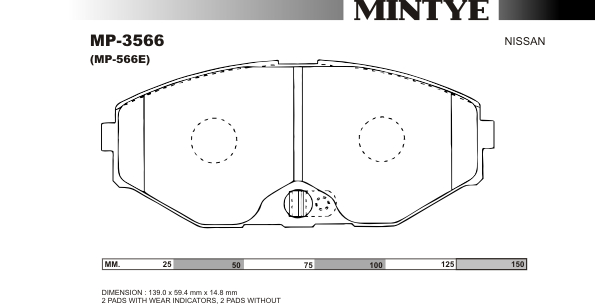 MINTYE
MP-3566
NISSAN
(MP-566E)
MM. 25 50 75 100 125 150
DIMENSION : 139.0 x 59.4 mm x 14.8 mm
2 PADS WITH WEAR INDICATORS, 2 PADS WITHOUT